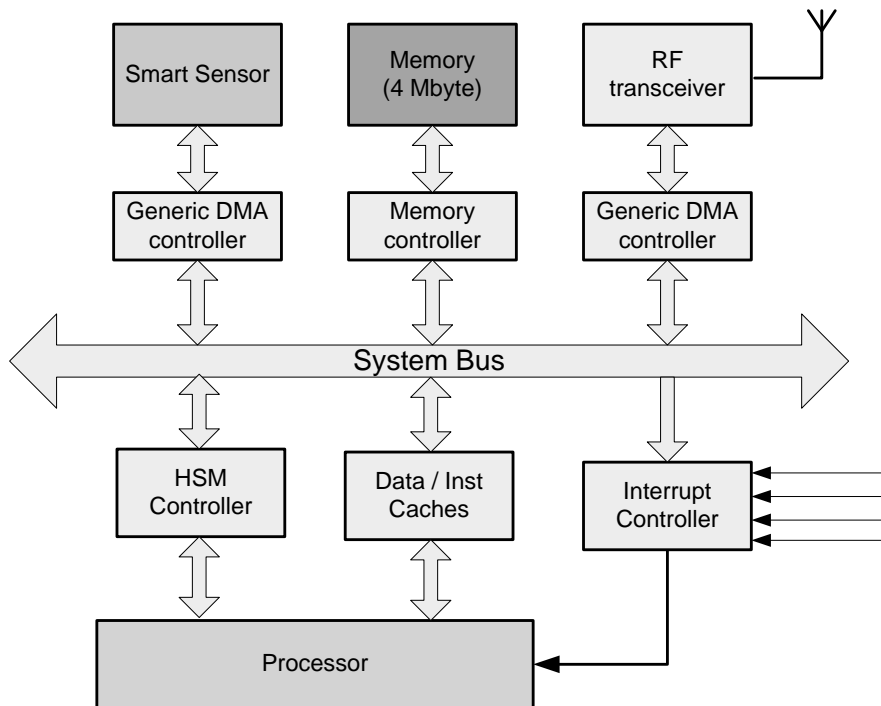 Smart Sensor
Memory
(4 Mbyte)
RF
transceiver
Generic DMA
controller
Memory
controller
Generic DMA
controller
System Bus
HSM
Controller
Data / Inst
Caches
Interrupt
Controller
Processor